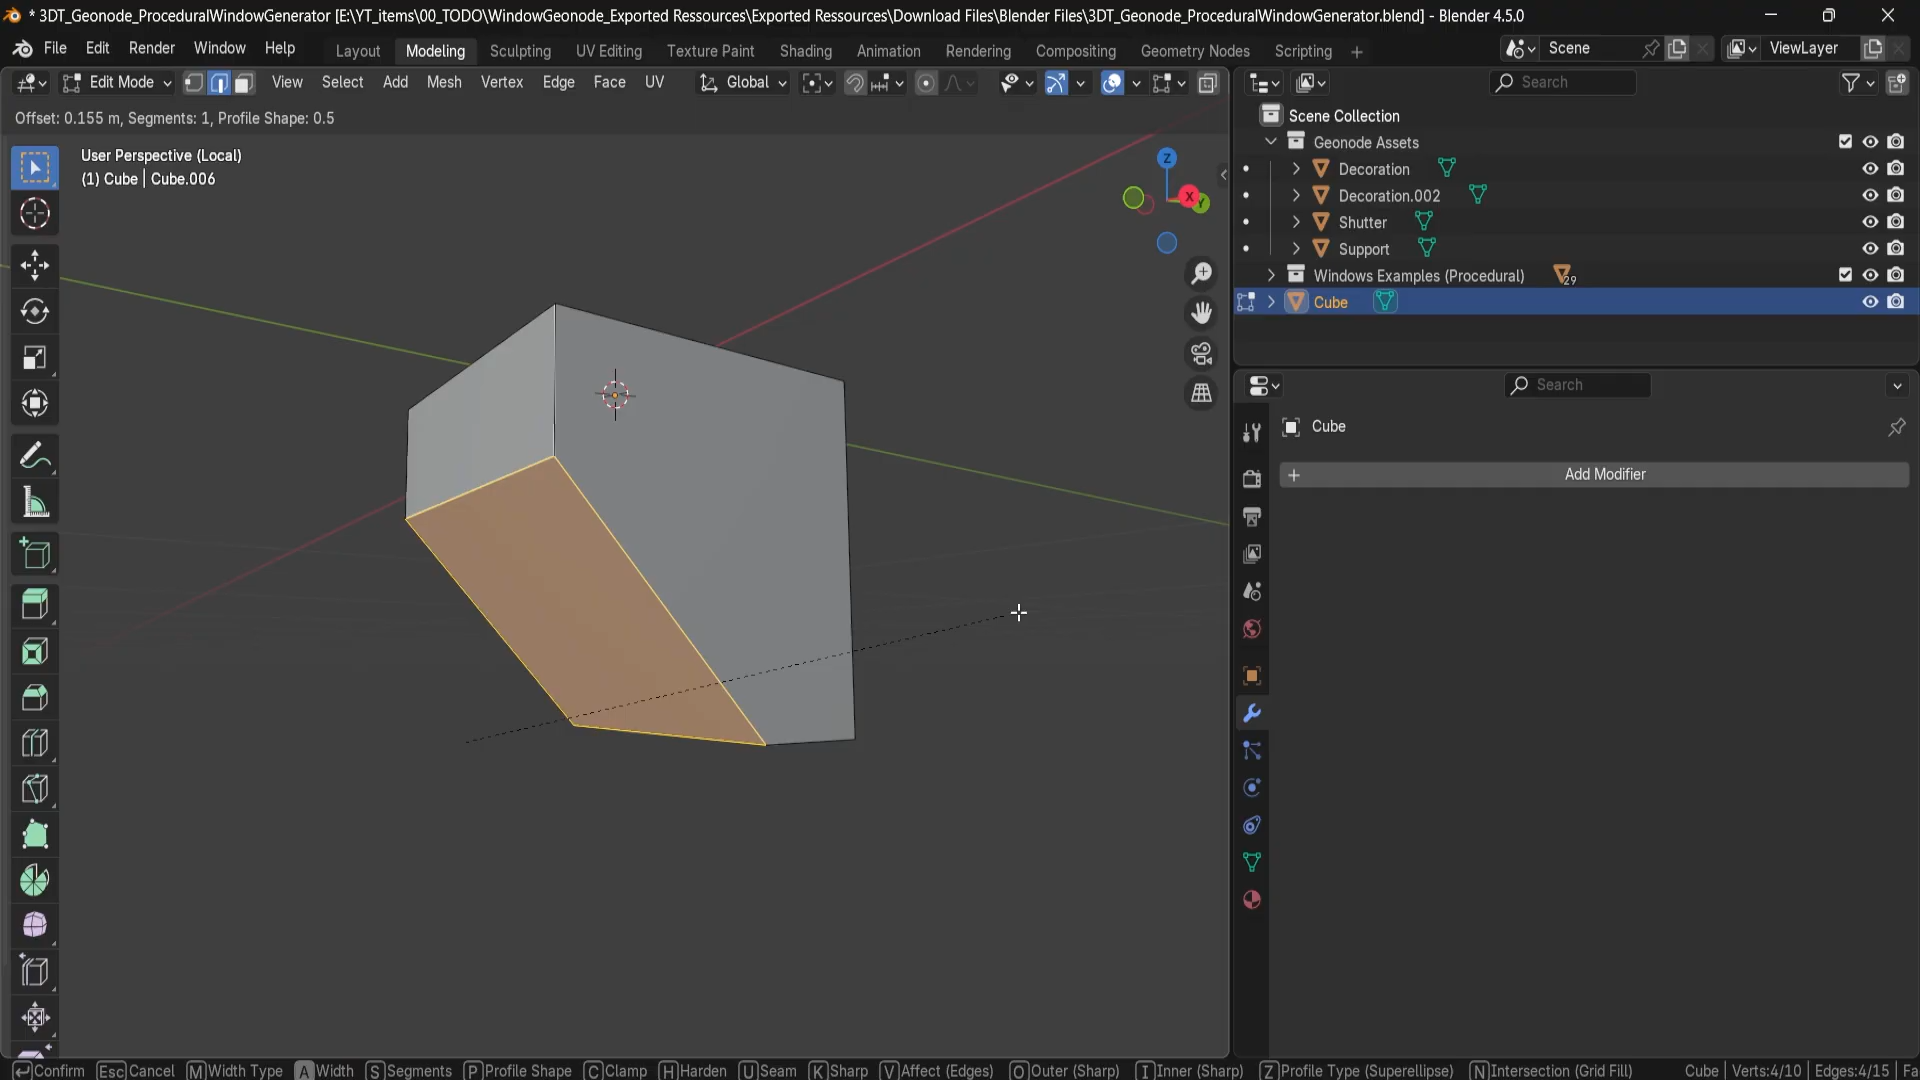 * 3DT_Geonode_ProceduralWindowGenerator [E:\YT_items\00_TODO\WindowGeonode_Exported Ressources\Exported Ressources\Download Files\Blender Files\3DT_Geonode_ProceduralWindowGenerator.blend] - Blender 4.5.0
File Edit Render Window Help Layout Modeling Sculpting UV Editing Texture Paint Shading Animation Rendering Compositing Geometry Nodes Scripting + Scene ViewLayer
Edit Mode View Select Add Mesh Vertex Edge Face UV Global Search
Offset: 0.155 m, Segments: 1, Profile Shape: 0.5
Scene Collection
Geonode Assets
User Perspective (Local)
(1) Cube | Cube.006
Z
X
Y
Decoration
Decoration.002
Shutter
Support
Windows Examples (Procedural) 29
Cube
Search
Cube
+ Add Modifier
Confirm Esc Cancel M Width Type A Width S Segments P Profile Shape C Clamp H Harden U Seam K Sharp V Affect (Edges) O Outer (Sharp) I Inner (Sharp) Z Profile Type (Superellipse) N Intersection (Grid Fill) Cube | Verts:4/10 | Edges:4/15 | Fa